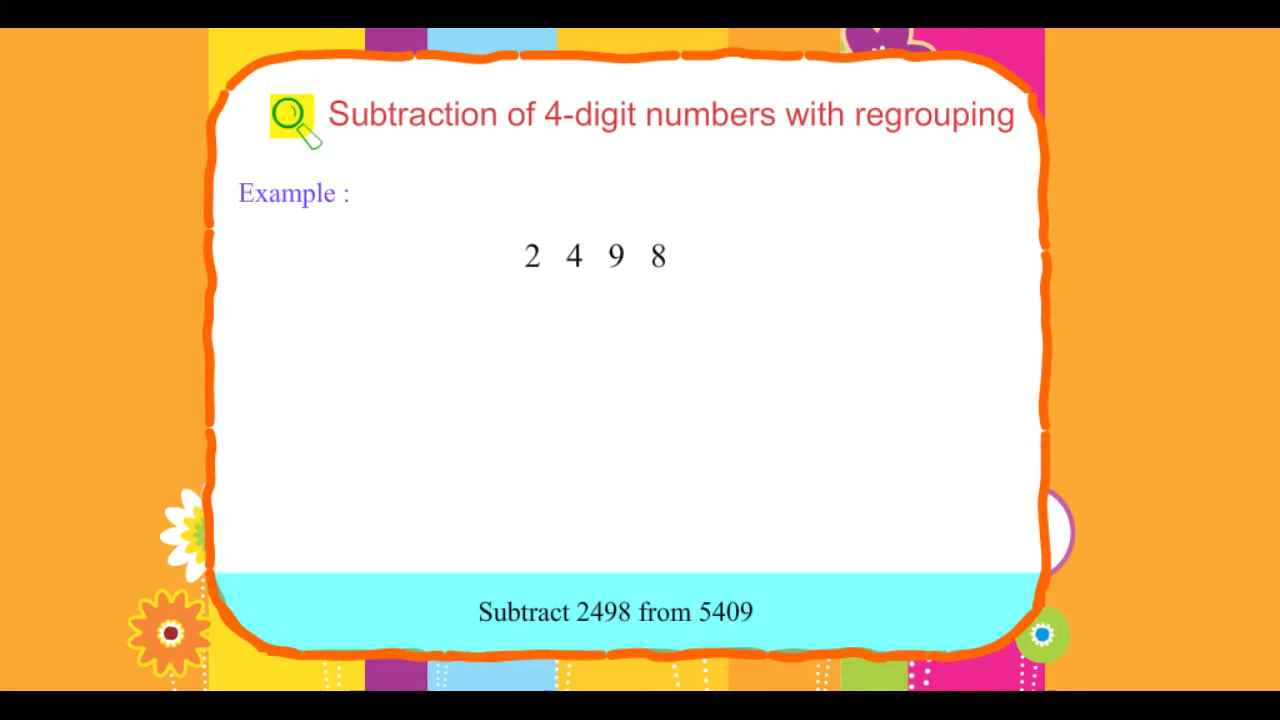 Subtraction of 4-digit numbers with regrouping
Example :
2 4 9 8
Subtract 2498 from 5409